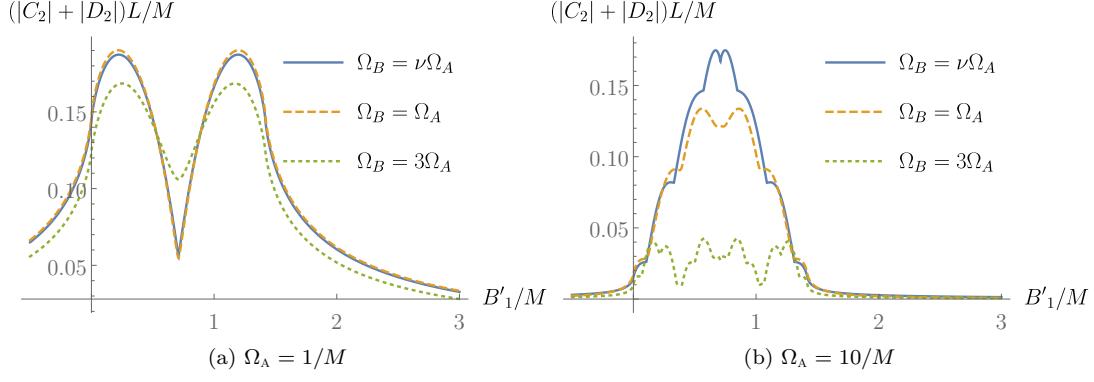 (|C₂| + |D₂|)L/M
Ω_B = νΩ_A
Ω_B = Ω_A
Ω_B = 3Ω_A
0.15
0.10
0.05
1
2
3
B′₁/M
(a) Ω_A = 1/M
(|C₂| + |D₂|)L/M
Ω_B = νΩ_A
Ω_B = Ω_A
Ω_B = 3Ω_A
0.15
0.10
0.05
1
2
3
B′₁/M
(b) Ω_A = 10/M